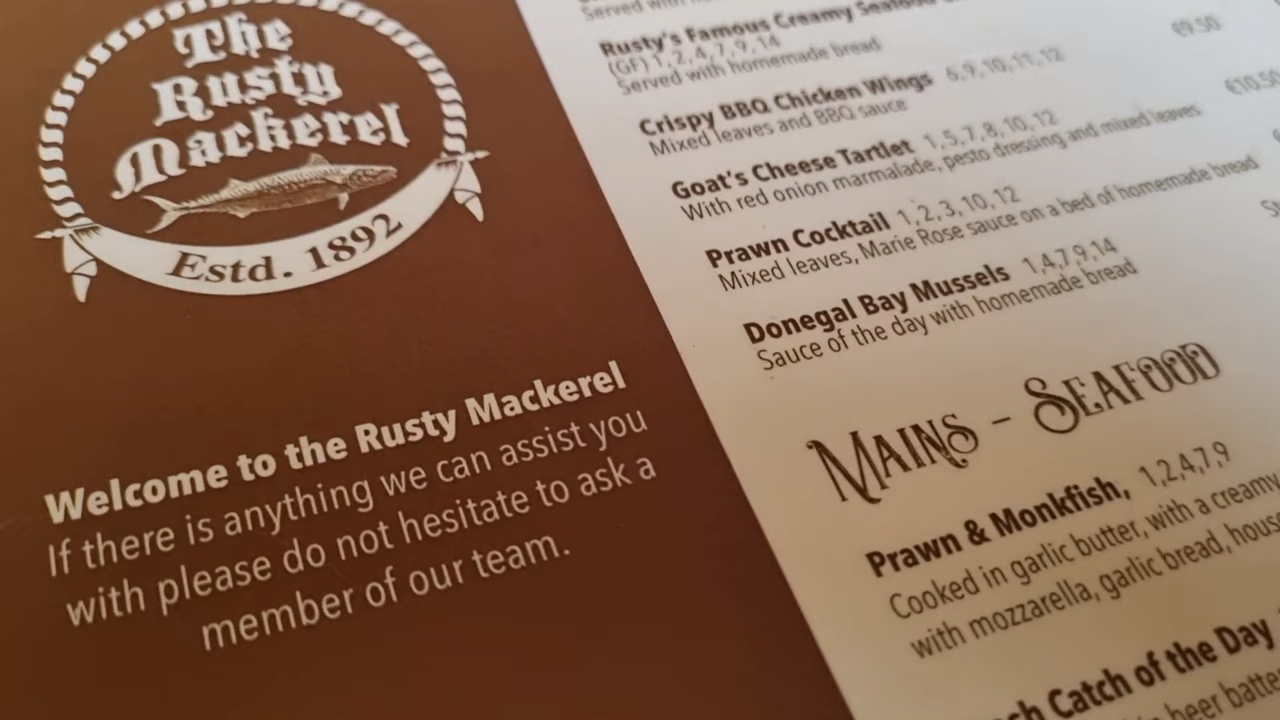 The
Rusty
Mackerel
Estd. 1892
Welcome to the Rusty Mackerel
If there is anything we can assist you
with please do not hesitate to ask a
member of our team.
Served with
Rusty's Famous Creamy Seafood
(GF) 1,2,4,7,9,14
Served with homemade bread
€9.50
Crispy BBQ Chicken Wings 6,9,10,11,12
Mixed leaves and BBQ sauce
€10.50
Goat's Cheese Tartlet 1,5,7,8,10,12
With red onion marmalade, pesto dressing and mixed leaves
Prawn Cocktail 1,2,3,10,12
Mixed leaves, Marie Rose sauce on a bed of homemade bread
Donegal Bay Mussels 1,4,7,9,14
Sauce of the day with homemade bread
Mains - Seafood
Prawn & Monkfish, 1,2,4,7,9
Cooked in garlic butter, with a creamy
with mozzarella, garlic bread, hous
Catch of the Day
beer batte